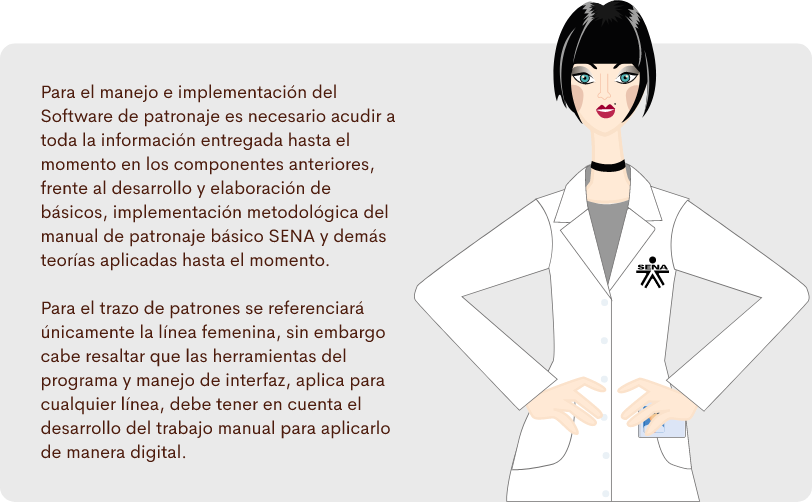 Para el manejo e implementación del
Software de patronaje es necesario acudir a
toda la información entregada hasta el
momento en los componentes anteriores,
frente al desarrollo y elaboración de
básicos, implementación metodológica del
manual de patronaje básico SENA y demás
teorías aplicadas hasta el momento.
Para el trazo de patrones se referenciará
únicamente la línea femenina, sin embargo
cabe resaltar que las herramientas del
programa y manejo de interfaz, aplica para
cualquier línea, debe tener en cuenta el
desarrollo del trabajo manual para aplicarlo
de manera digital.
SENA